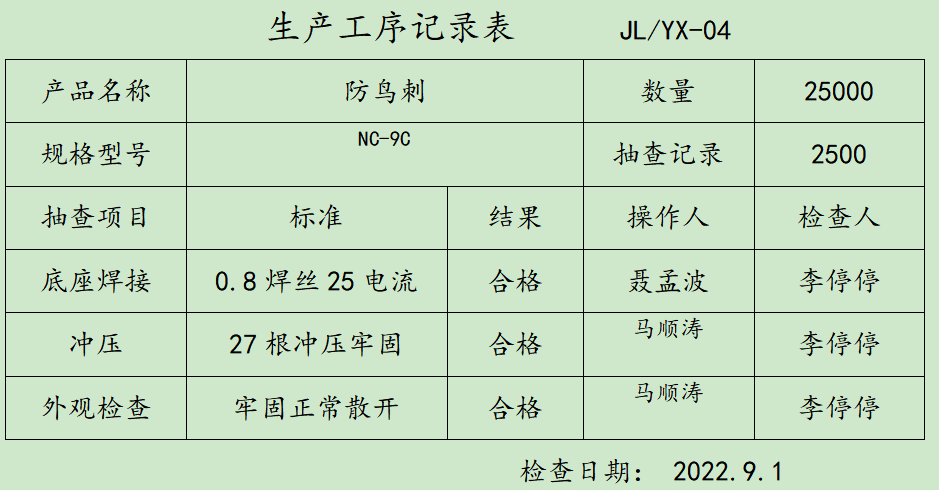 生产工序记录表 JL/YX-04
产品名称 防鸟刺 数量 25000
规格型号 NC-9C 抽查记录 2500
抽查项目 标准 结果 操作人 检查人
底座焊接 0.8焊丝25电流 合格 聂孟波 李停停
冲压 27根冲压牢固 合格 马顺涛 李停停
外观检查 牢固正常散开 合格 马顺涛 李停停
检查日期： 2022.9.1